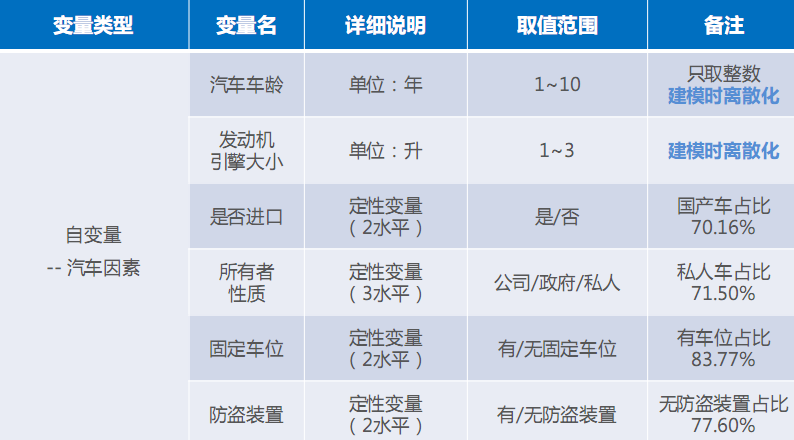 变量类型 变量名 详细说明 取值范围 备注
自变量
-- 汽车因素
汽车车龄 单位：年 1~10 只取整数
建模时离散化
发动机
引擎大小 单位：升 1~3 建模时离散化
是否进口 定性变量
（2水平） 是/否 国产车占比
70.16%
所有者
性质 定性变量
（3水平） 公司/政府/私人 私人车占比
71.50%
固定车位 定性变量
（2水平） 有/无固定车位 有车位占比
83.77%
防盗装置 定性变量
（2水平） 有/无防盗装置 无防盗装置占比
77.60%